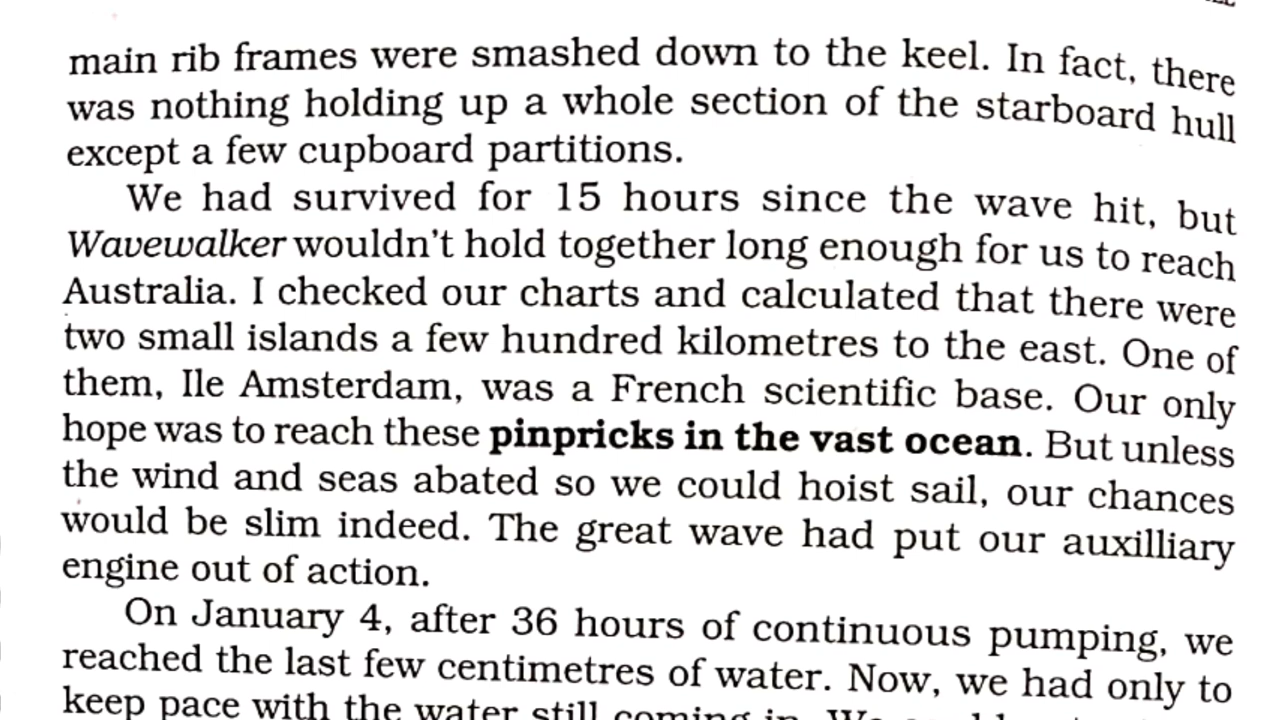 main rib frames were smashed down to the keel. In fact, there
was nothing holding up a whole section of the starboard hull
except a few cupboard partitions.
We had survived for 15 hours since the wave hit, but
Wavewalker wouldn't hold together long enough for us to reach
Australia. I checked our charts and calculated that there were
two small islands a few hundred kilometres to the east. One of
them, Ile Amsterdam, was a French scientific base. Our only
hope was to reach these pinpricks in the vast ocean. But unless
the wind and seas abated so we could hoist sail, our chances
would be slim indeed. The great wave had put our auxilliary
engine out of action.
On January 4, after 36 hours of continuous pumping, we
reached the last few centimetres of water. Now, we had only to
keep pace with the water still coming in. We could